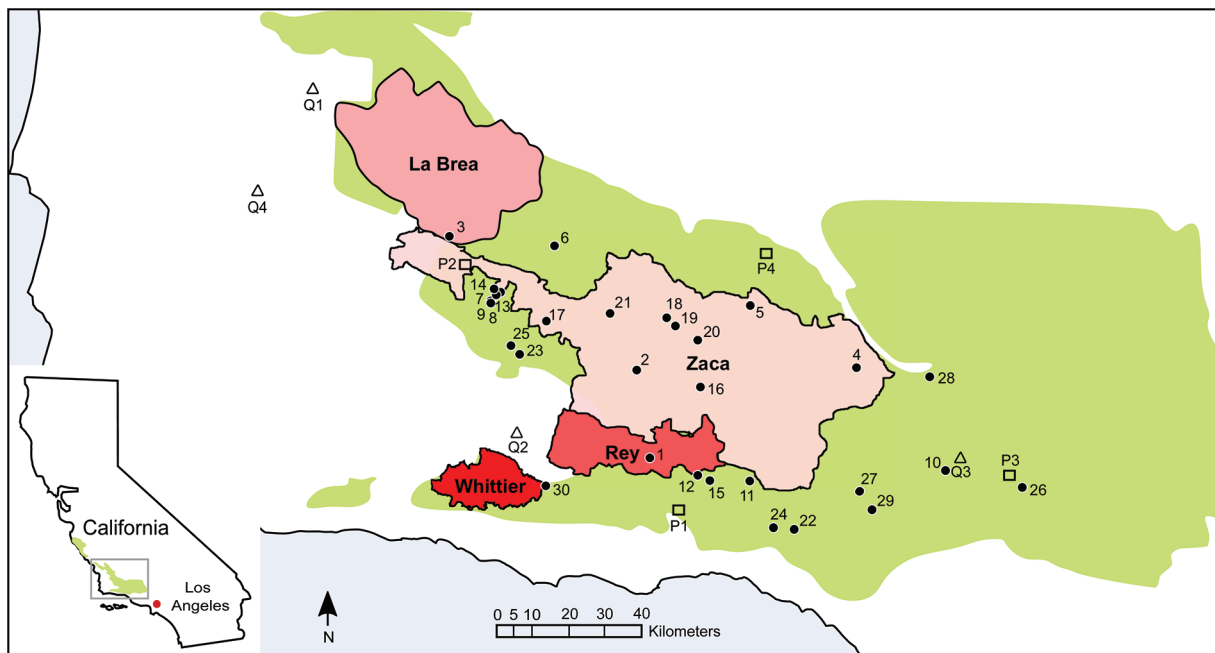 Q1
La Brea
Q4
3
6
P2
P4
14
7
13
9
8
17
21
18
19
5
20
25
23
2
Zaca
4
16
28
Q2
Rey
1
Whittier
30
12
15
11
27
10
Q3
P3
26
29
P1
24
22
California
Los
Angeles
N
0 5 10 20 30 40
Kilometers